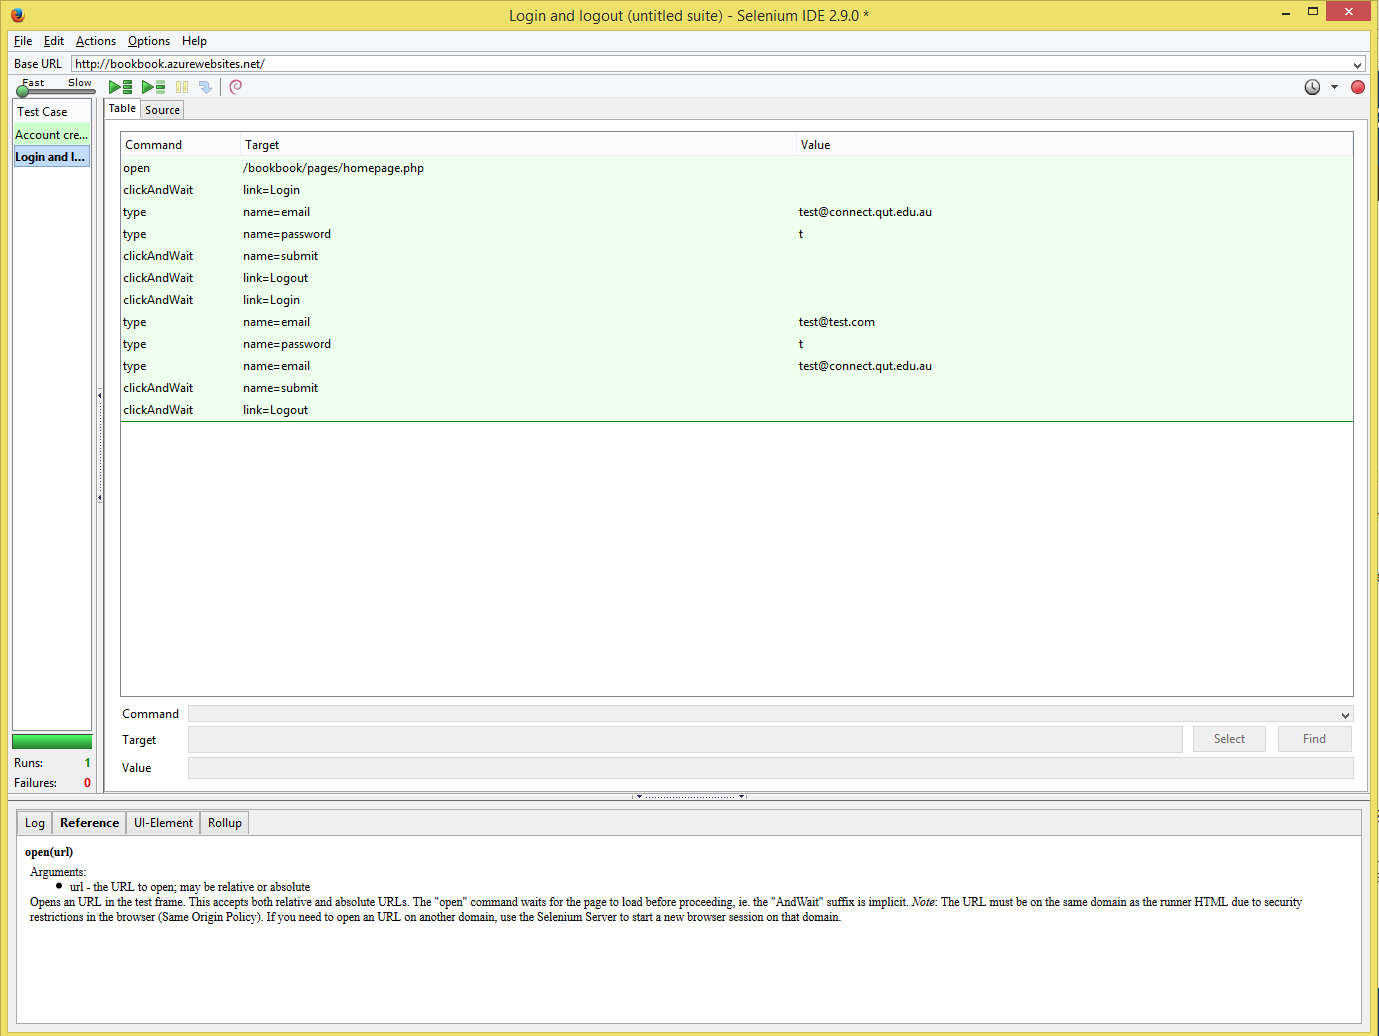 Login and logout (untitled suite) - Selenium IDE 2.9.0 *
File Edit Actions Options Help
Base URL http://bookbook.azurewebsites.net/
Fast Slow
Test Case
Account cre...
Login and l...
Table Source
Command Target Value
open /bookbook/pages/homepage.php
clickAndWait link=Login
type name=email test@connect.qut.edu.au
type name=password t
clickAndWait name=submit
clickAndWait link=Logout
clickAndWait link=Login
type name=email test@test.com
type name=password t
type name=email test@connect.qut.edu.au
clickAndWait name=submit
clickAndWait link=Logout
Command
Target Select Find
Value
Runs: 1
Failures: 0
Log Reference UI-Element Rollup
open(url)
Arguments:
• url - the URL to open; may be relative or absolute
Opens an URL in the test frame. This accepts both relative and absolute URLs. The "open" command waits for the page to load before proceeding, ie. the "AndWait" suffix is implicit. Note: The URL must be on the same domain as the runner HTML due to security
restrictions in the browser (Same Origin Policy). If you need to open an URL on another domain, use the Selenium Server to start a new browser session on that domain.